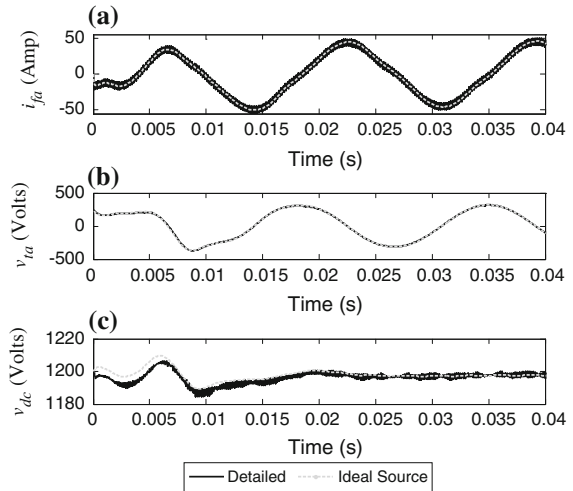 (a)
i_fa (Amp)
50
0
-50
0 0.005 0.01 0.015 0.02 0.025 0.03 0.035 0.04
Time (s)
(b)
v_ta (Volts)
500
0
-500
0 0.005 0.01 0.015 0.02 0.025 0.03 0.035 0.04
Time (s)
(c)
v_dc (Volts)
1220
1200
1180
0 0.005 0.01 0.015 0.02 0.025 0.03 0.035 0.04
Time (s)
Detailed Ideal Source